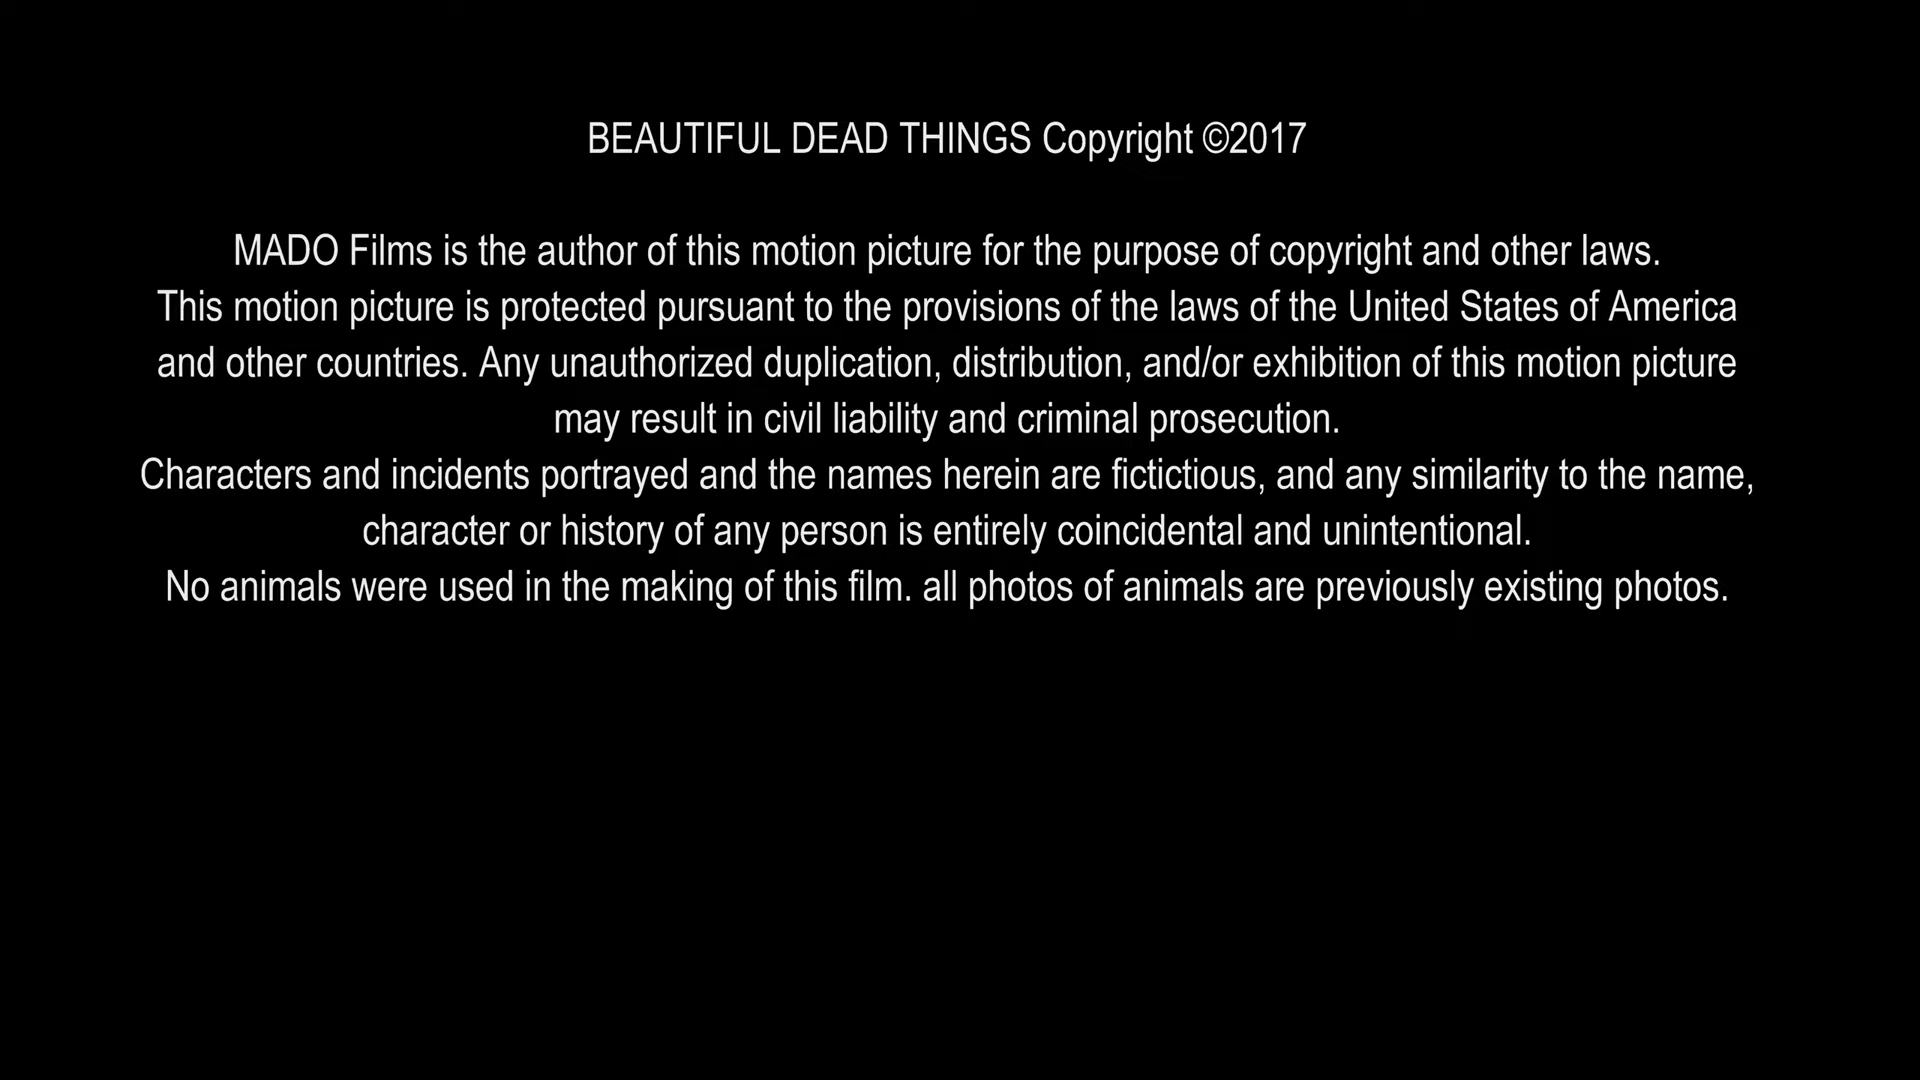 BEAUTIFUL DEAD THINGS Copyright ©2017
MADO Films is the author of this motion picture for the purpose of copyright and other laws.
This motion picture is protected pursuant to the provisions of the laws of the United States of America
and other countries. Any unauthorized duplication, distribution, and/or exhibition of this motion picture
may result in civil liability and criminal prosecution.
Characters and incidents portrayed and the names herein are fictictious, and any similarity to the name,
character or history of any person is entirely coincidental and unintentional.
No animals were used in the making of this film. all photos of animals are previously existing photos.